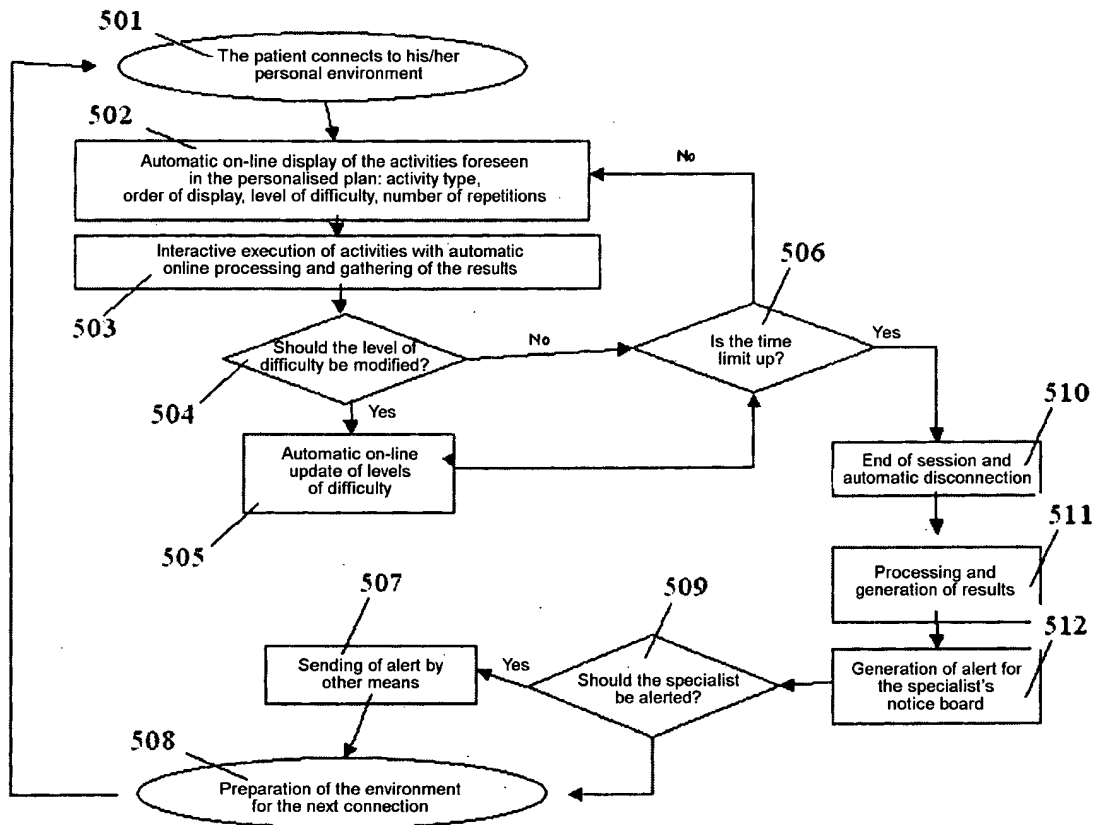 501
The patient connects to his/her
personal environment
502
Automatic on-line display of the activities foreseen
in the personalised plan: activity type,
order of display, level of difficulty, number of repetitions
No
Interactive execution of activities with automatic
online processing and gathering of the results
503
506
Should the level of
difficulty be modified?
504
No
Is the time
limit up?
Yes
Yes
510
Automatic on-line
update of levels
of difficulty
505
End of session and
automatic disconnection
511
Processing and
generation of results
507
509
512
Sending of alert by
other means
Yes
Should the specialist
be alerted?
Generation of alert for
the specialist's
notice board
508
Preparation of the environment
for the next connection